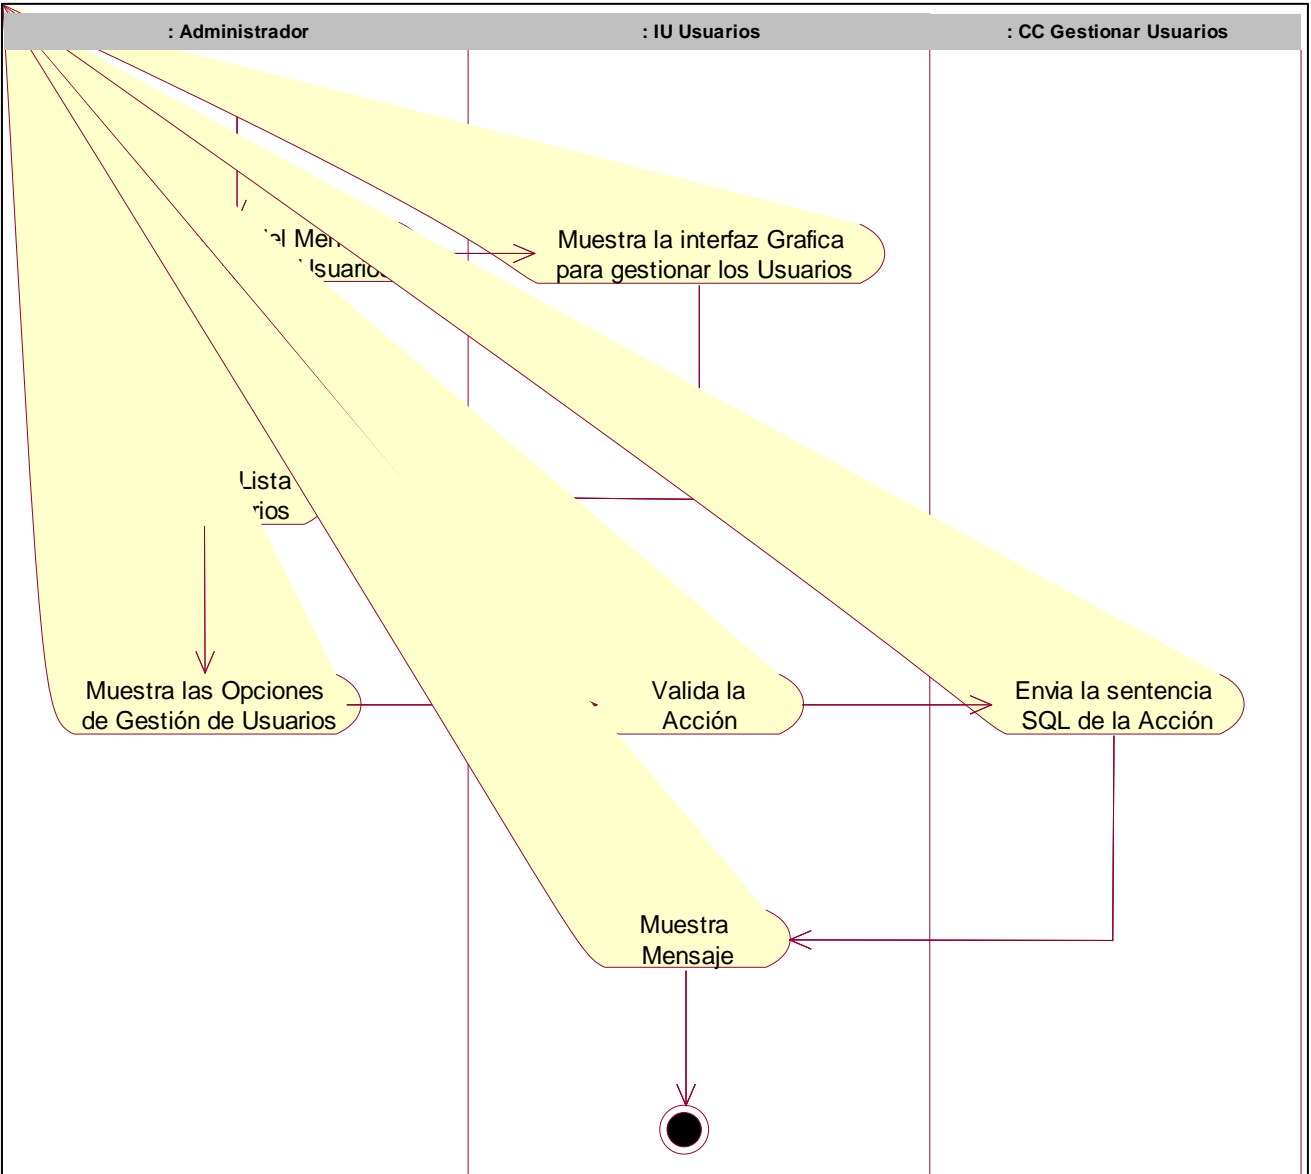 : Administrador
: IU Usuarios
: CC Gestionar Usuarios
Muestra la interfaz Grafica
para gestionar los Usuarios
Lista
Muestra las Opciones
de Gestión de Usuarios
Valida la
Acción
Envia la sentencia
SQL de la Acción
Muestra
Mensaje